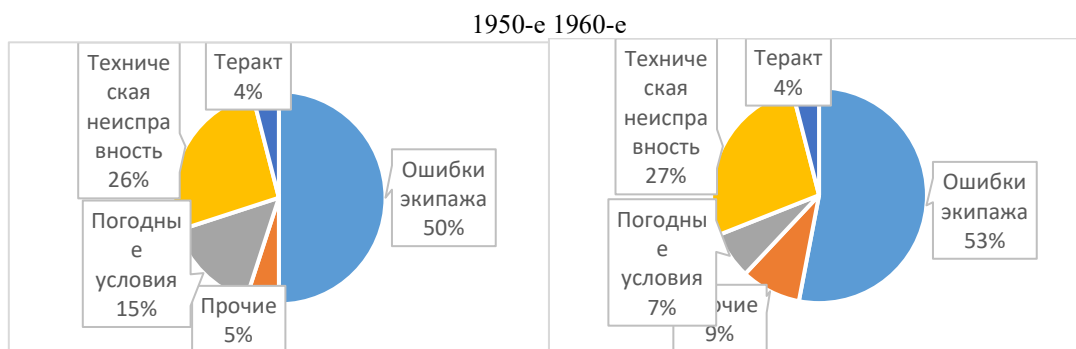 1950-е 1960-е
Техниче
ская
неиспра
вность
26%
Теракт
4%
Ошибки
экипажа
50%
Погодны
е
условия
15%
Прочие
5%
Техниче
ская
неиспра
вность
27%
Теракт
4%
Ошибки
экипажа
53%
Погодны
е
условия
7%
очие
9%